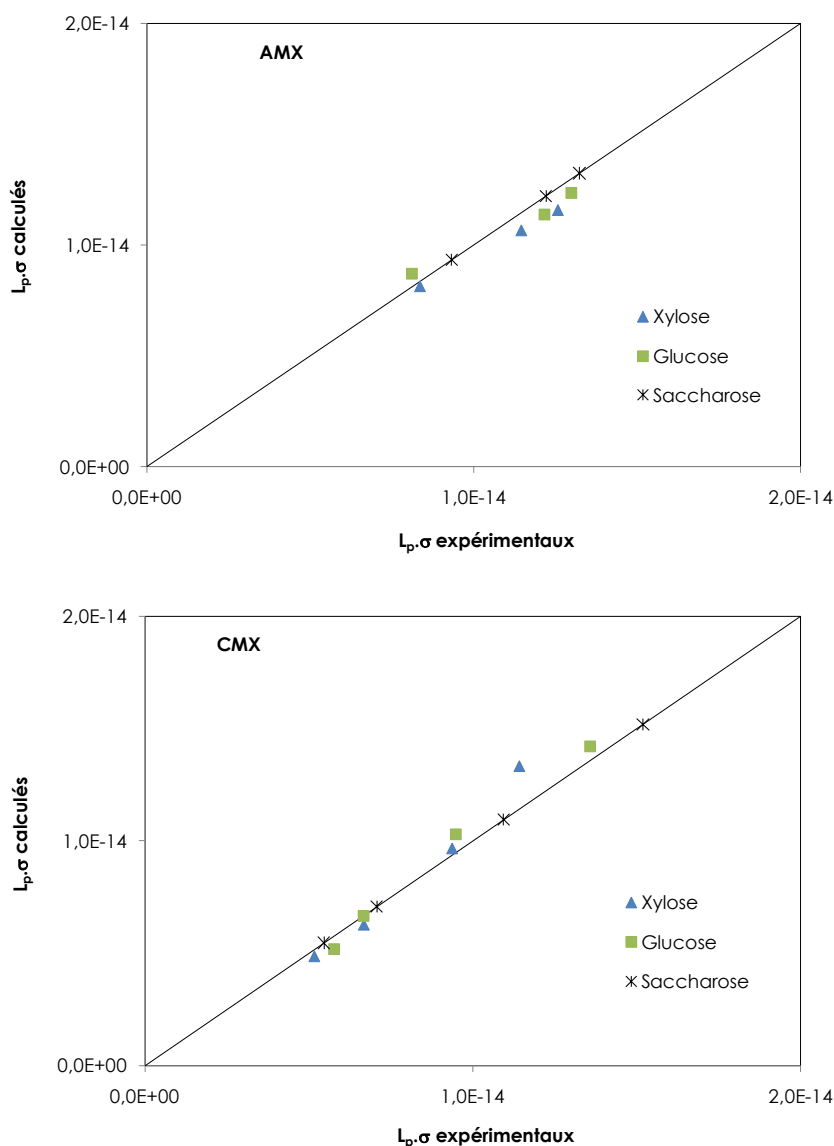 2,0E-14
AMX
Lp.σ calculés
1,0E-14
Xylose
Glucose
Saccharose
0,0E+00
0,0E+00 1,0E-14 2,0E-14
Lp.σ expérimentaux
2,0E-14
CMX
Lp.σ calculés
1,0E-14
Xylose
Glucose
Saccharose
0,0E+00
0,0E+00 1,0E-14 2,0E-14
Lp.σ expérimentaux